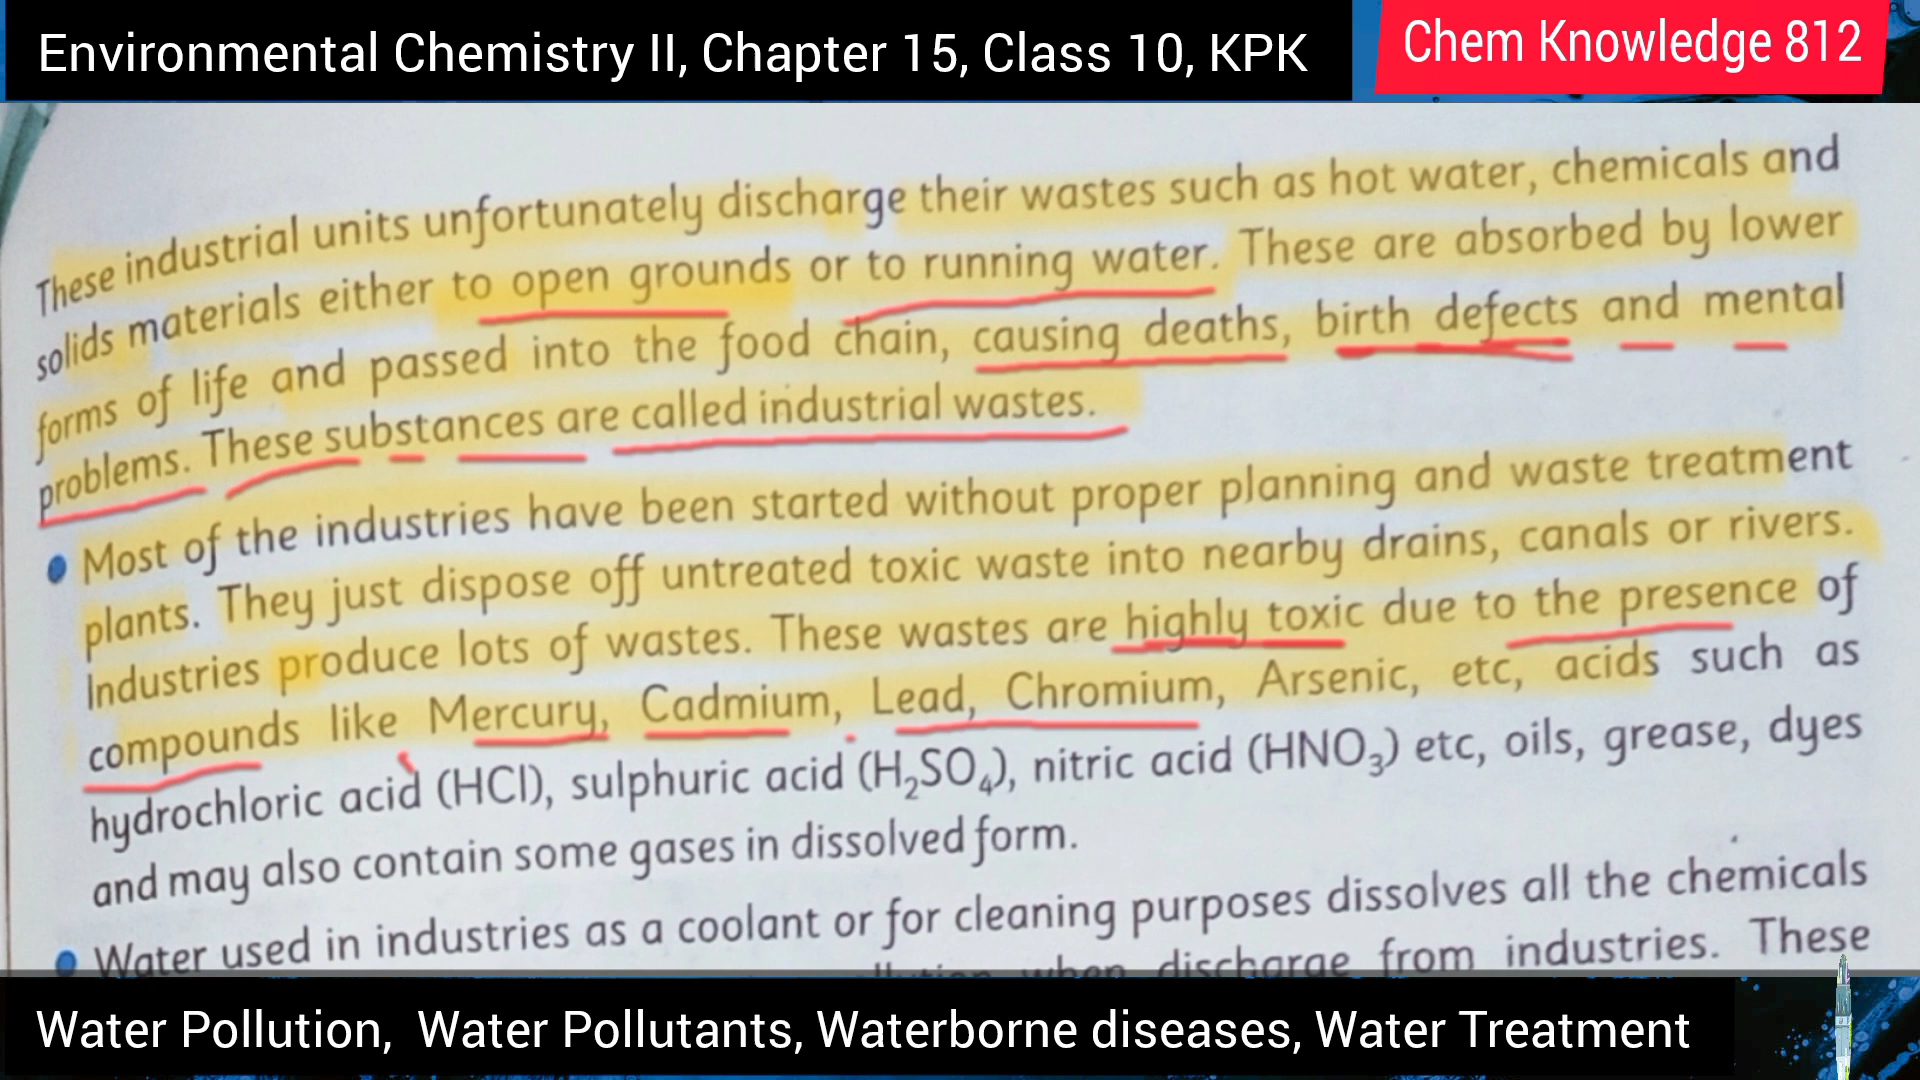 Environmental Chemistry II, Chapter 15, Class 10, KPK
Chem Knowledge 812
These industrial units unfortunately discharge their wastes such as hot water, chemicals and
solids materials either to open grounds or to running water. These are absorbed by lower
forms of life and passed into the food chain, causing deaths, birth defects and mental
problems. These substances are called industrial wastes.
Most of the industries have been started without proper planning and waste treatment
plants. They just dispose off untreated toxic waste into nearby drains, canals or rivers.
Industries produce lots of wastes. These wastes are highly toxic due to the presence of
compounds like Mercury, Cadmium, Lead, Chromium, Arsenic, etc, acids such as
hydrochloric acid (HCl), sulphuric acid (H₂SO₄), nitric acid (HNO₃) etc, oils, grease, dyes
and may also contain some gases in dissolved form.
Water used in industries as a coolant or for cleaning purposes dissolves all the chemicals
when discharge from industries. These
Water Pollution, Water Pollutants, Waterborne diseases, Water Treatment